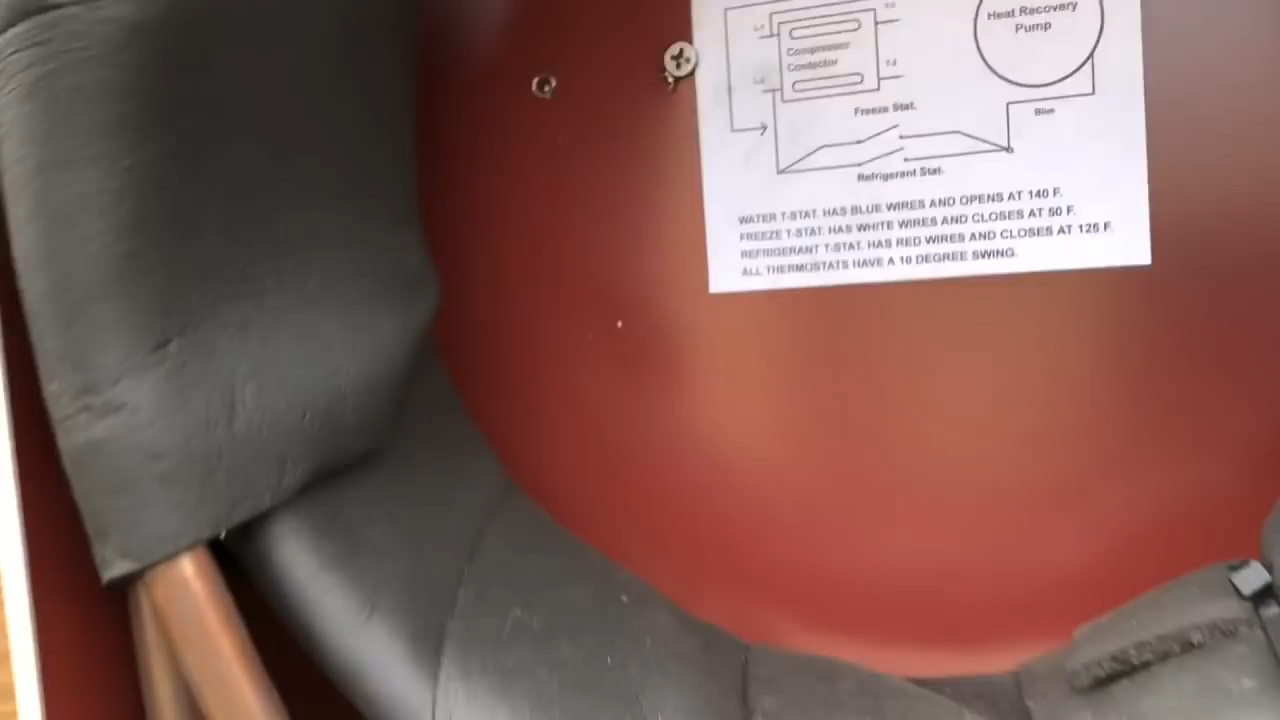 Heat Recovery
Pump
Compressor
Contactor
Freeze Stat.
Blue
Refrigerant Stat.
WATER T-STAT. HAS BLUE WIRES AND OPENS AT 140 F.
FREEZE T-STAT. HAS WHITE WIRES AND CLOSES AT 50 F.
REFRIGERANT T-STAT. HAS RED WIRES AND CLOSES AT 125 F.
ALL THERMOSTATS HAVE A 10 DEGREE SWING.